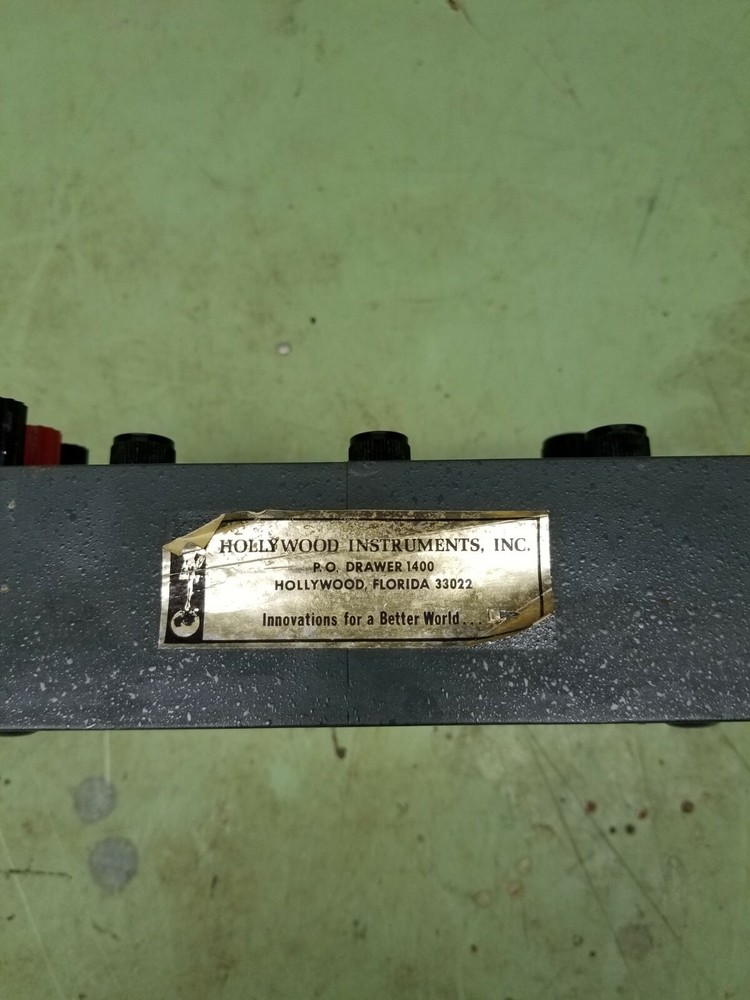 HOLLYWOOD INSTRUMENTS, INC.
P.O. DRAWER 1400
HOLLYWOOD, FLORIDA 33022
Innovations for a Better World...